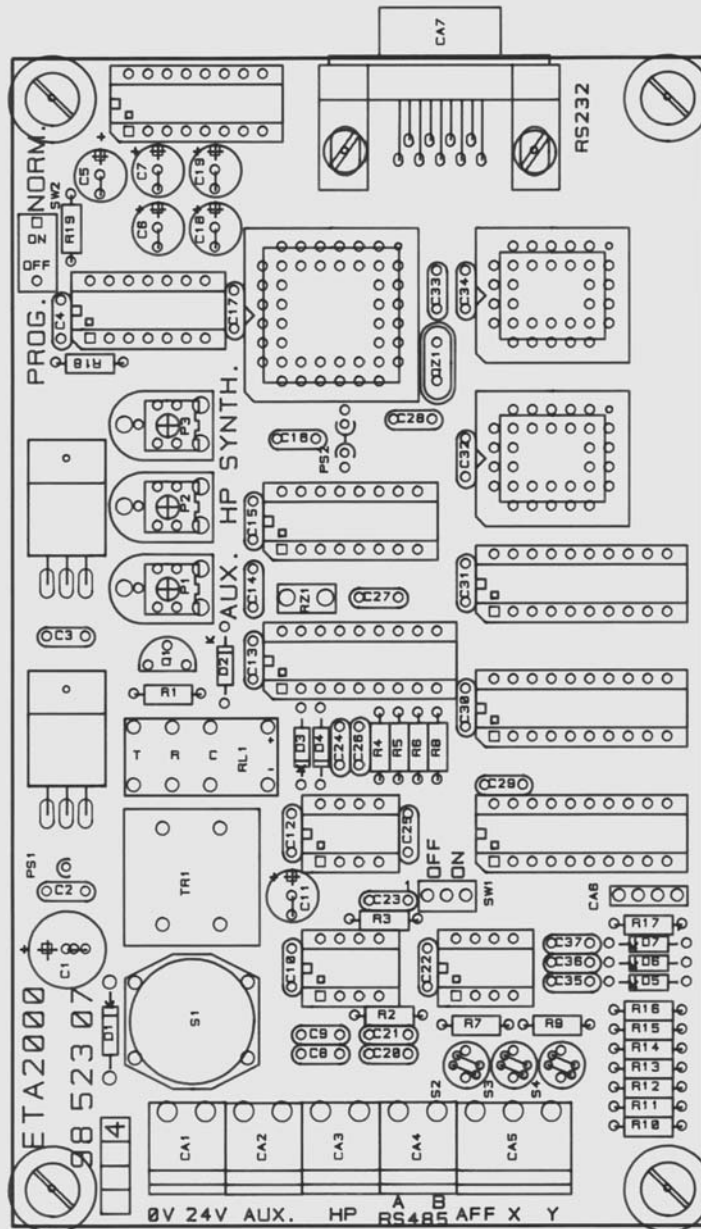 CA7
RS232
NORM.
SW2
ON
OFF
PROG.
C5
C7
C19
R19
C6
C18
C4
C17
R18
C33
C34
QZ1
C28
C16
PS2
C32
P3
P2
P1
SYNTH.
HP
AUX.
C15
C14
RZ1
C27
C31
C3
Q1
K
D2
C13
R1
T R C RL1 + -
D3
D4
C24
C26
R4
R5
R6
R8
C30
C29
PS1
C2
TR1
C12
C25
C11
OFF
ON
SW1
1
C23
R3
CA6
R17
+
C1
C10
C22
C37
D7
C36
D6
C35
D5
ETA2000
98 523 07
D1
S1
R2
C9
C21
C8
C20
R7
R9
S2
S3
S4
R16
R15
R14
R13
R12
R11
R10
4
CA1
CA2
CA3
CA4
CA5
0V 24V AUX. HP A B AFF X Y
RS485